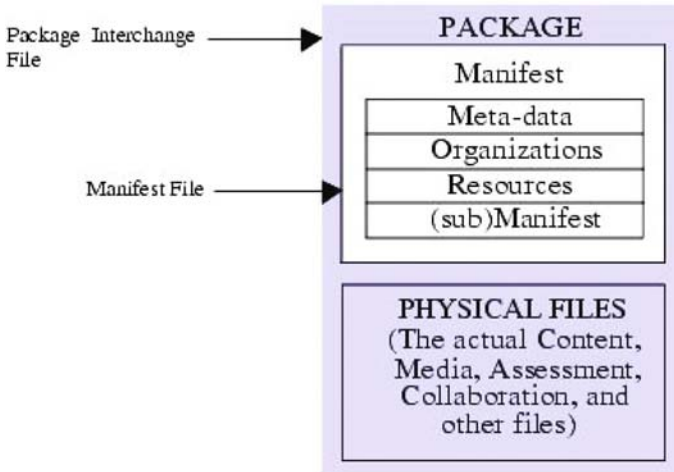 Package Interchange
File
PACKAGE
Manifest
Meta-data
Organizations
Manifest File
Resources
(sub)Manifest
PHYSICAL FILES
(The actual Content,
Media, Assessment,
Collaboration, and
other files)